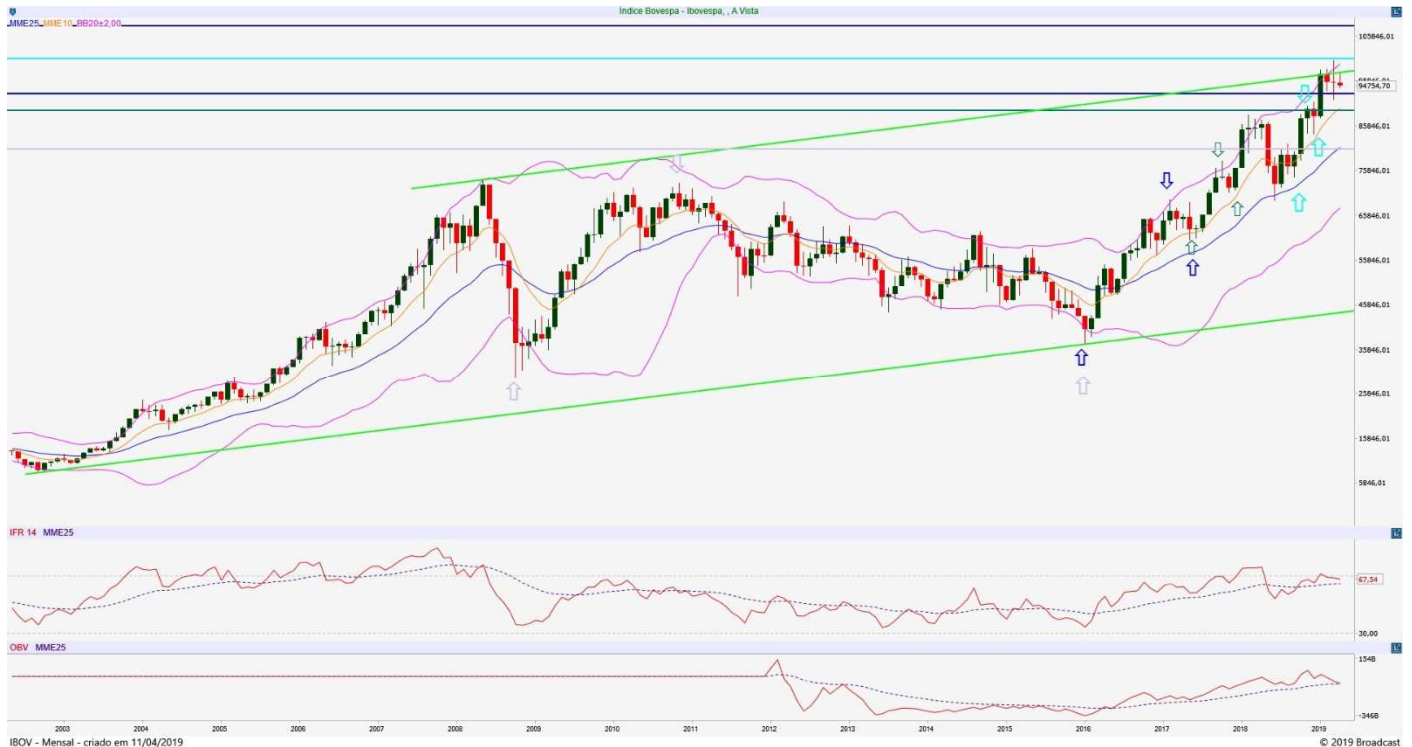 Índice Bovespa - Ibovespa, , A Vista
MME25 MME10 BB20±2,00
105846,01
94754,70
85846,01
75846,01
65846,01
55846,01
45846,01
35846,01
25846,01
15846,01
5846,01
IFR 14 MME25
67,54
30,00
OBV MME25
154B
-346B
2003 2004 2005 2006 2007 2008 2009 2010 2011 2012 2013 2014 2015 2016 2017 2018 2019
IBOV - Mensal - criado em 11/04/2019 © 2019 Broadcast